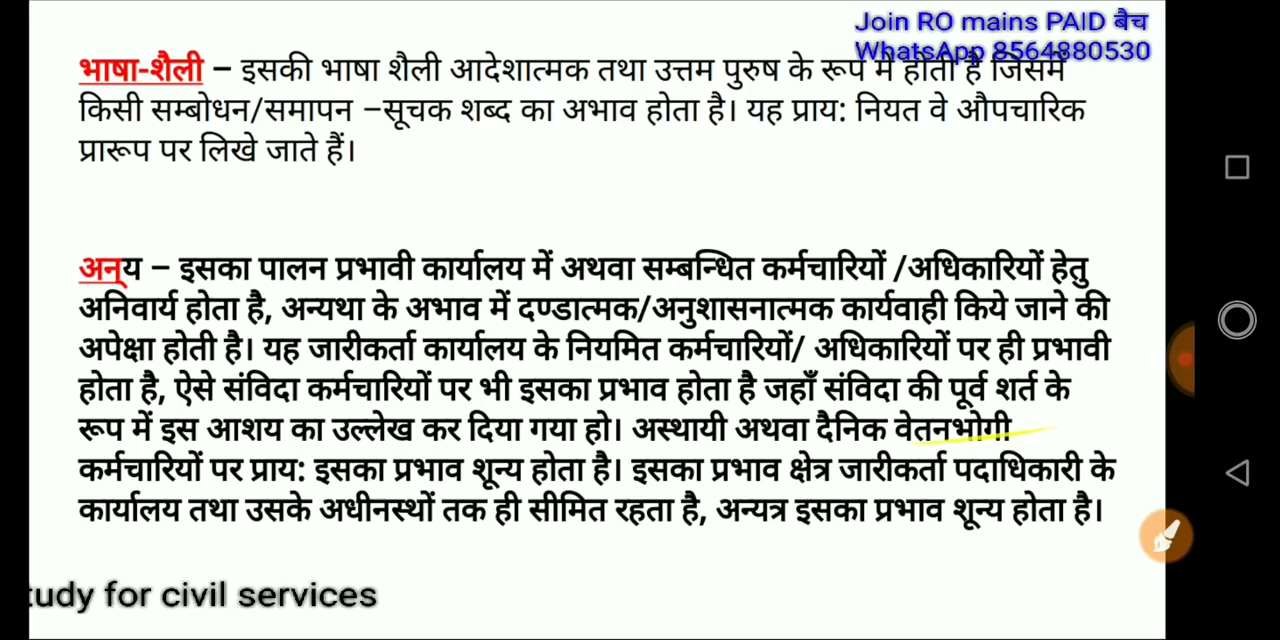 Join RO mains PAID बैच
WhatsApp 8564880530
भाषा-शैली – इसकी भाषा शैली आदेशात्मक तथा उत्तम पुरुष के रूप में होती है जिसमें
किसी सम्बोधन/समापन –सूचक शब्द का अभाव होता है। यह प्राय: नियत वे औपचारिक
प्रारूप पर लिखे जाते हैं।
अन्य – इसका पालन प्रभावी कार्यालय में अथवा सम्बन्धित कर्मचारियों /अधिकारियों हेतु
अनिवार्य होता है, अन्यथा के अभाव में दण्डात्मक/अनुशासनात्मक कार्यवाही किये जाने की
अपेक्षा होती है। यह जारीकर्ता कार्यालय के नियमित कर्मचारियों/ अधिकारियों पर ही प्रभावी
होता है, ऐसे संविदा कर्मचारियों पर भी इसका प्रभाव होता है जहाँ संविदा की पूर्व शर्त के
रूप में इस आशय का उल्लेख कर दिया गया हो। अस्थायी अथवा दैनिक वेतनभोगी
कर्मचारियों पर प्राय: इसका प्रभाव शून्य होता है। इसका प्रभाव क्षेत्र जारीकर्ता पदाधिकारी के
कार्यालय तथा उसके अधीनस्थों तक ही सीमित रहता है, अन्यत्र इसका प्रभाव शून्य होता है।
tudy for civil services